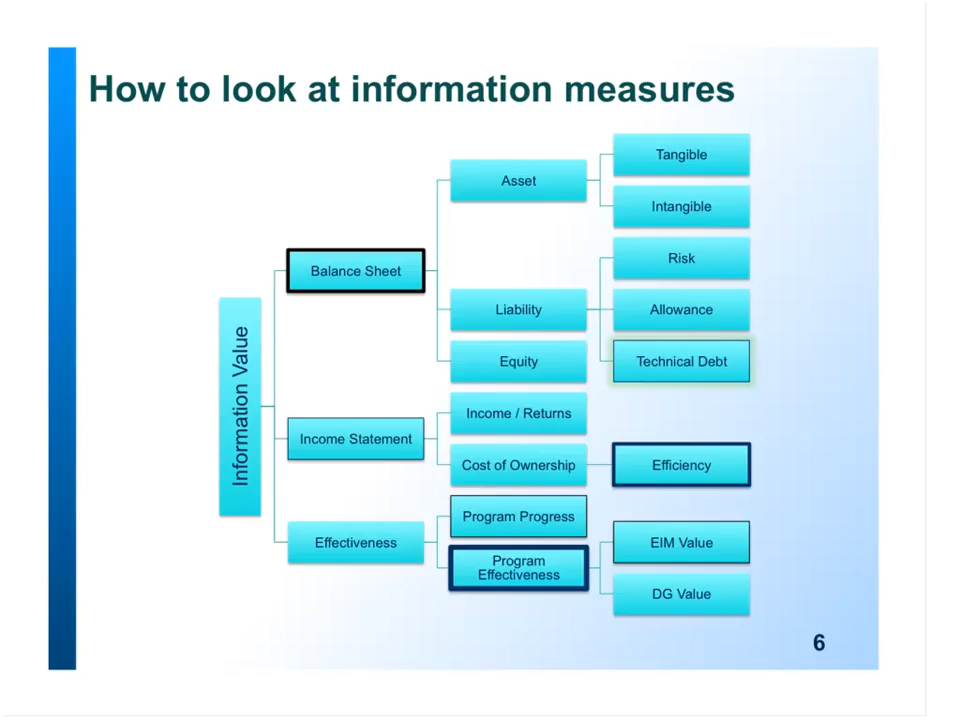 How to look at information measures
Tangible
Asset
Intangible
Risk
Balance Sheet
Liability
Allowance
Information Value
Equity
Technical Debt
Income / Returns
Income Statement
Cost of Ownership
Efficiency
Program Progress
Effectiveness
EIM Value
Program
Effectiveness
DG Value
6